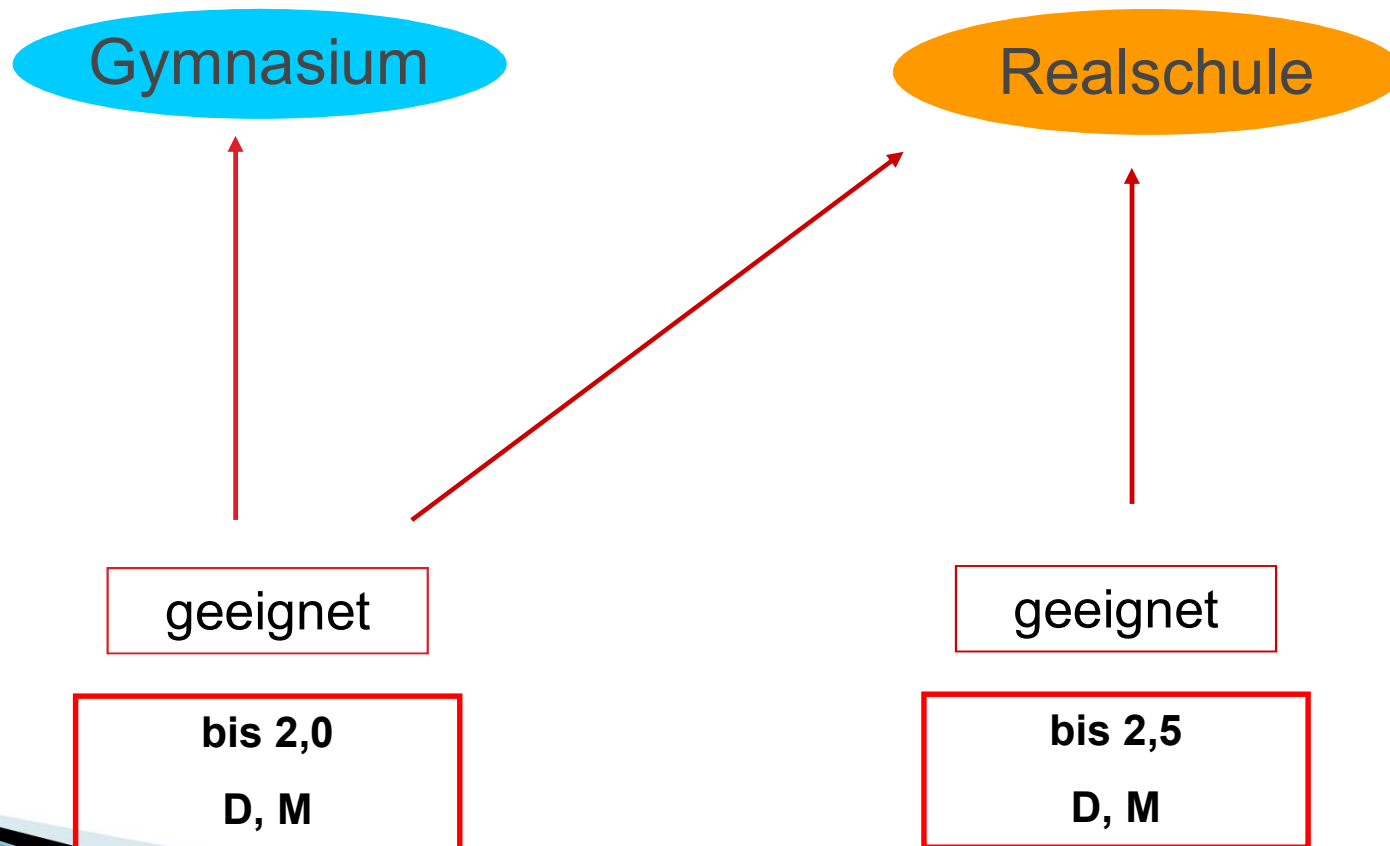 Gymnasium
Realschule
geeignet
geeignet
bis 2,0
D, M
bis 2,5
D, M